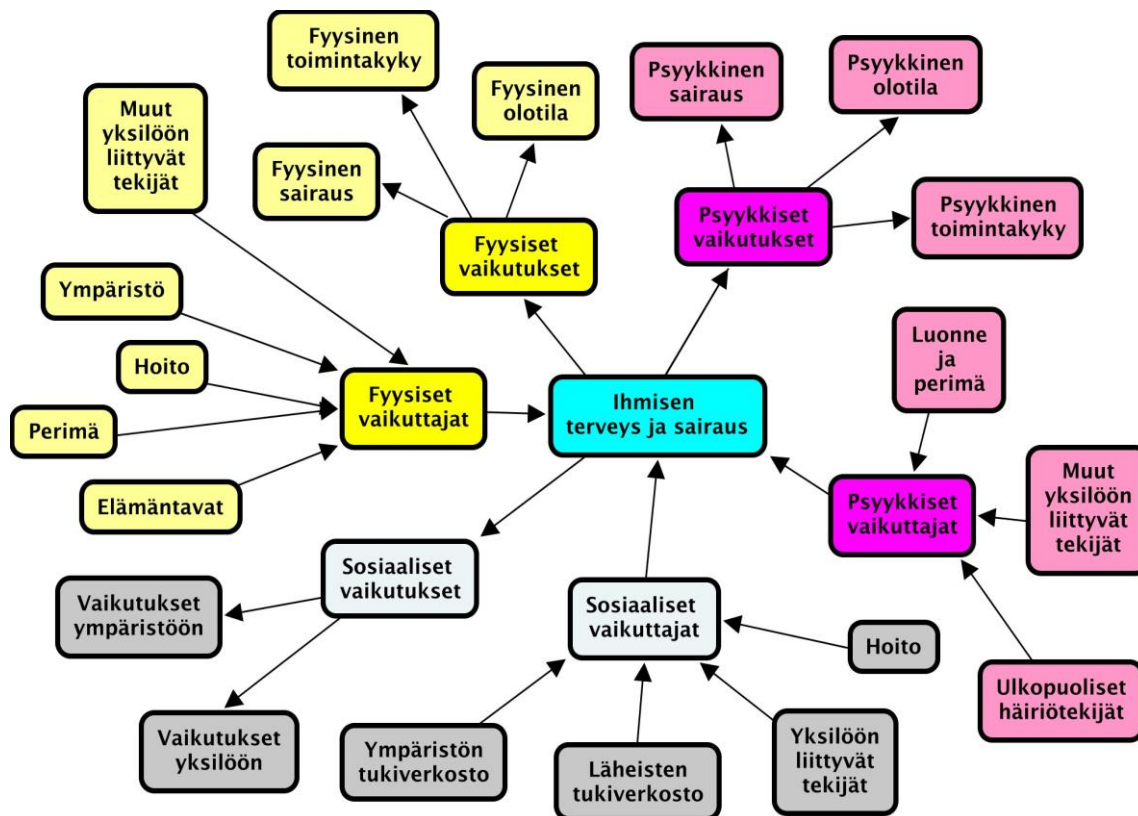 Fyysinen
toimintakyky
Fyysinen
olotila
Psyykkinen
sairaus
Psyykkinen
olotila
Muut
yksilöön
liittyvät
tekijät
Fyysinen
sairaus
Fyysiset
vaikutukset
Psyykkiset
vaikutukset
Psyykkinen
toimintakyky
Ympäristö
Hoito
Perimä
Elämäntavat
Fyysiset
vaikuttajat
Ihmisen
terveys ja sairaus
Luonne
ja
perimä
Psyykkiset
vaikuttajat
Muut
yksilöön
liittyvät
tekijät
Sosiaaliset
vaikutukset
Vaikutukset
ympäristöön
Sosiaaliset
vaikuttajat
Hoito
Ulkopuoliset
häiriötekijät
Vaikutukset
yksilöön
Ympäristön
tukiverkosto
Läheisten
tukiverkosto
Yksilöön
liittyvät
tekijät